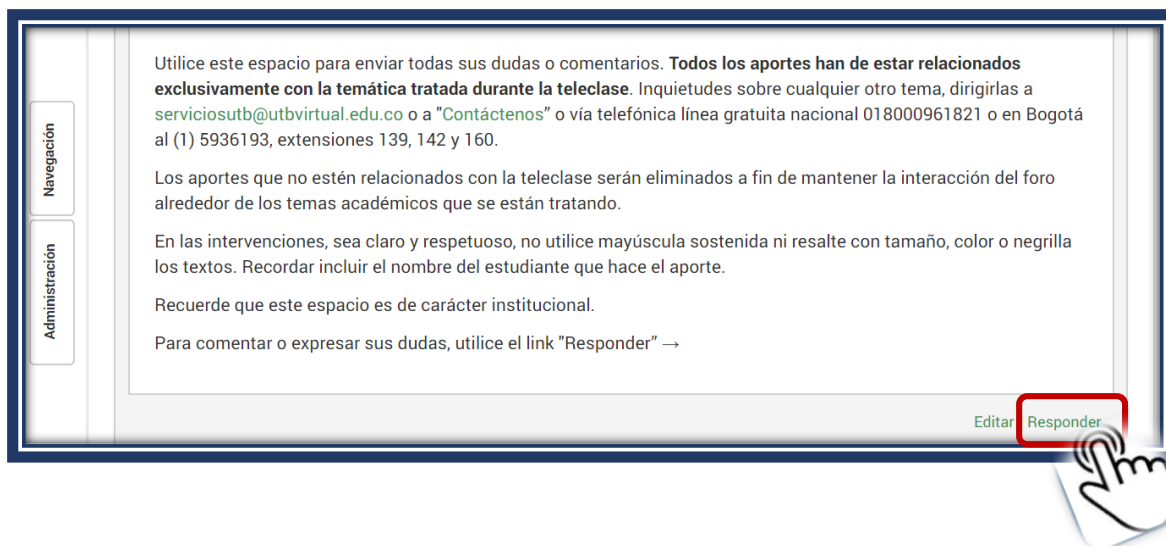 Utilice este espacio para enviar todas sus dudas o comentarios. Todos los aportes han de estar relacionados
exclusivamente con la temática tratada durante la teleclase. Inquietudes sobre cualquier otro tema, dirigirlas a
serviciosutb@utbvirtual.edu.co o a "Contáctenos” o vía telefónica línea gratuita nacional 018000961821 o en Bogotá
al (1) 5936193, extensiones 139, 142 y 160.
Los aportes que no estén relacionados con la teleclase serán eliminados a fin de mantener la interacción del foro
alrededor de los temas académicos que se están tratando.
En las intervenciones, sea claro y respetuoso, no utilice mayúscula sostenida ni resalte con tamaño, color o negrilla
los textos. Recordar incluir el nombre del estudiante que hace el aporte.
Recuerde que este espacio es de carácter institucional.
Para comentar o expresar sus dudas, utilice el link "Responder” →
Navegación
Administración
Editar Responder